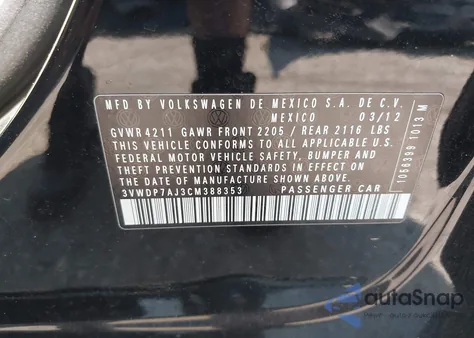 MFD BY VOLKSWAGEN DE MEXICO S.A. DE C.V.
MEXICO 03/12
GVWR 4211 GAWR FRONT 2205 / REAR 2116 LBS
THIS VEHICLE CONFORMS TO ALL APPLICABLE
FEDERAL MOTOR VEHICLE SAFETY, BUMPER AND
THEFT PREVENTION STANDARDS IN EFFECT ON THE
DATE OF MANUFACTURE SHOWN ABOVE.
3VWDP7AJ3CM388353 PASSENGER CAR
1056399 1013 M
autoSnap